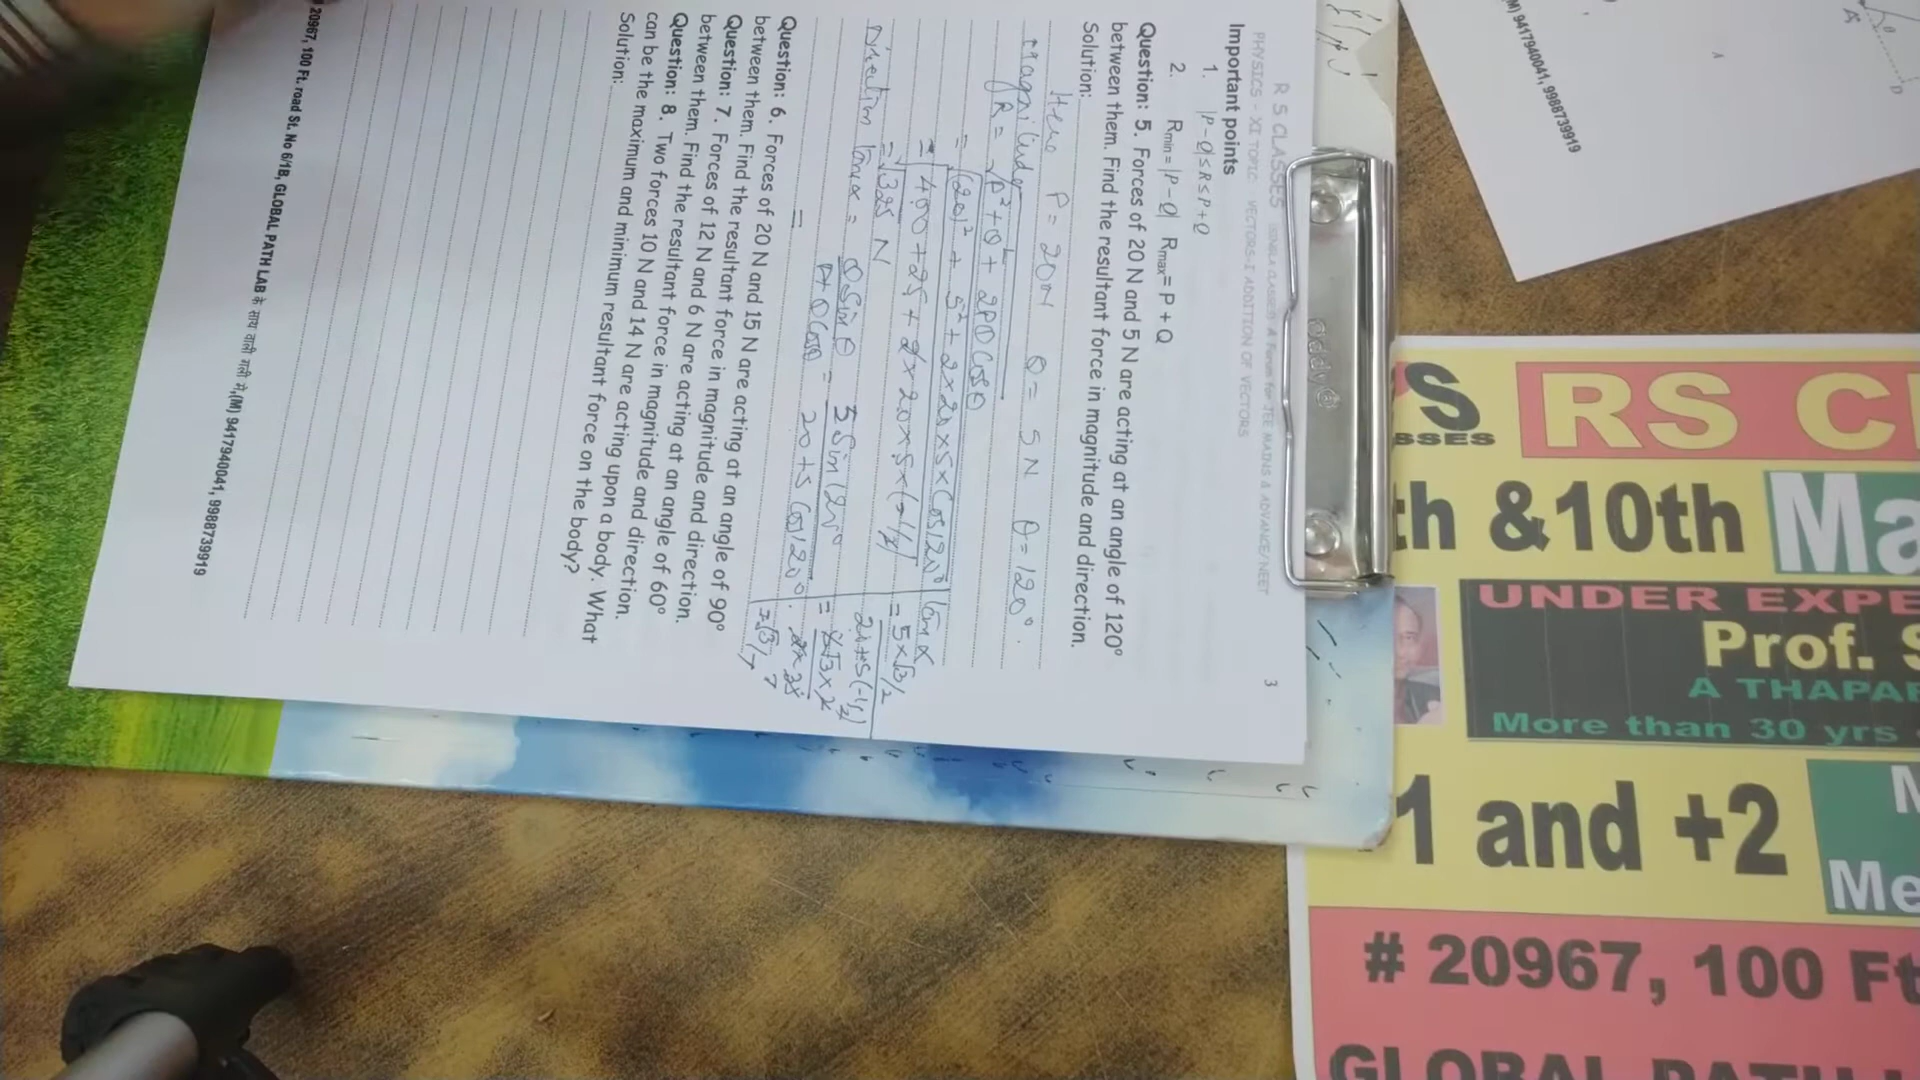 R S CLASSES
PHYSICS - XI TOPIC: VECTORS-I ADDITION OF VECTORS
3
Important points
1. |P - Q| ≤ R ≤ P + Q
2. Rmin = |P - Q| Rmax = P + Q
Question: 5. Forces of 20 N and 5 N are acting at an angle of 120°
between them. Find the resultant force in magnitude and direction.
Solution:
Here P = 20N Q = 5N θ = 120°.
Magnitude
R = √P²+Q²+2PQCosθ
= √(20)² + 5² + 2×20×5×Cos120°
= √400+25+2×20×5×(-1/2)
= √325 N
Direction tanα = QSinθ / P+QCosθ = 5Sin120° / 20+5Cos120°
tanα
= 5×√3/2
20+5(-1/2)
= √3/7
Question: 6. Forces of 20 N and 15 N are acting at an angle of 90°
between them. Find the resultant force in magnitude and direction
Question: 7. Forces of 12 N and 6 N are acting at an angle of 60°
between them. Find the resultant force in magnitude and direction.
Question: 8. Two forces 10 N and 14 N are acting upon a body. What
can be the maximum and minimum resultant force on the body?
Solution:
20967, 100 Ft. road St. No 6/1B, GLOBAL PATH LAB के साथ वाली गली में,(M) 9417940041, 9988739919
(M) 9417940041, 9988739919
A
D
θ
RS C
SSES
th &10th Ma
UNDER EXPE
Prof. S
A THAPAR
More than 30 yrs
1 and +2
Me
# 20967, 100 Ft
GLOBAL PATH L